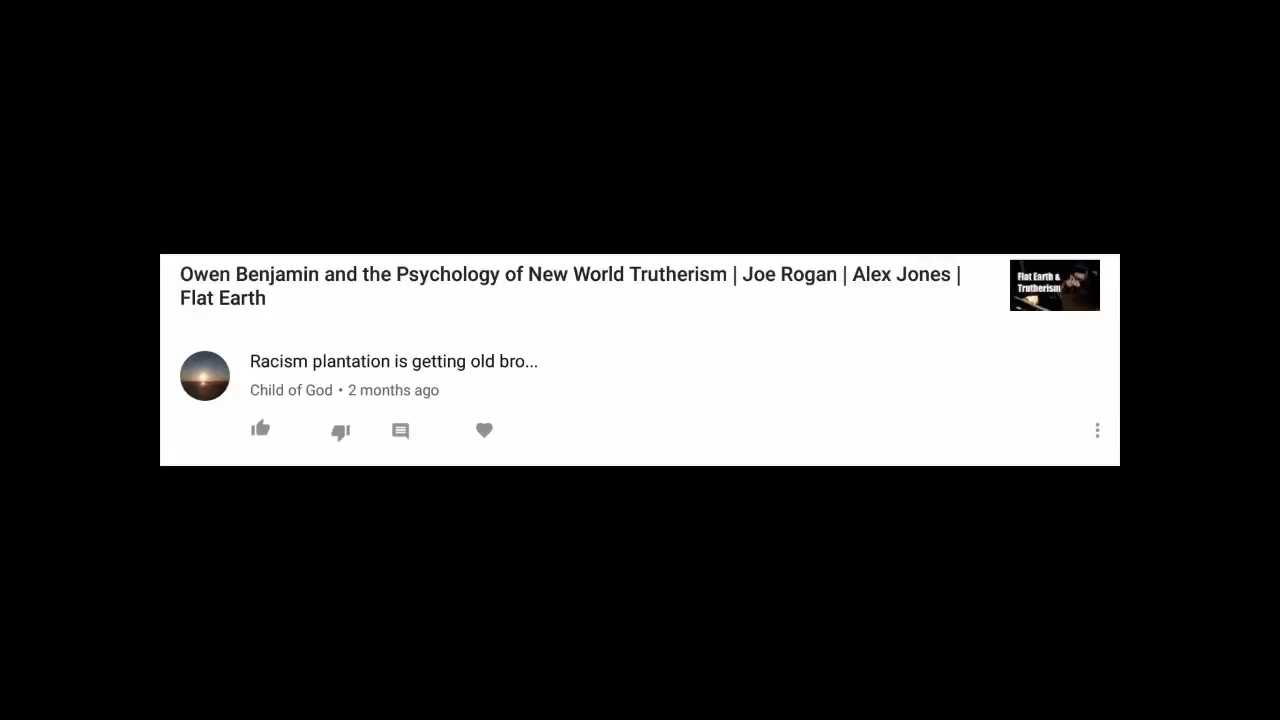 Owen Benjamin and the Psychology of New World Trutherism | Joe Rogan | Alex Jones |
Flat Earth
Flat Earth &
Trutherism
Racism plantation is getting old bro...
Child of God • 2 months ago